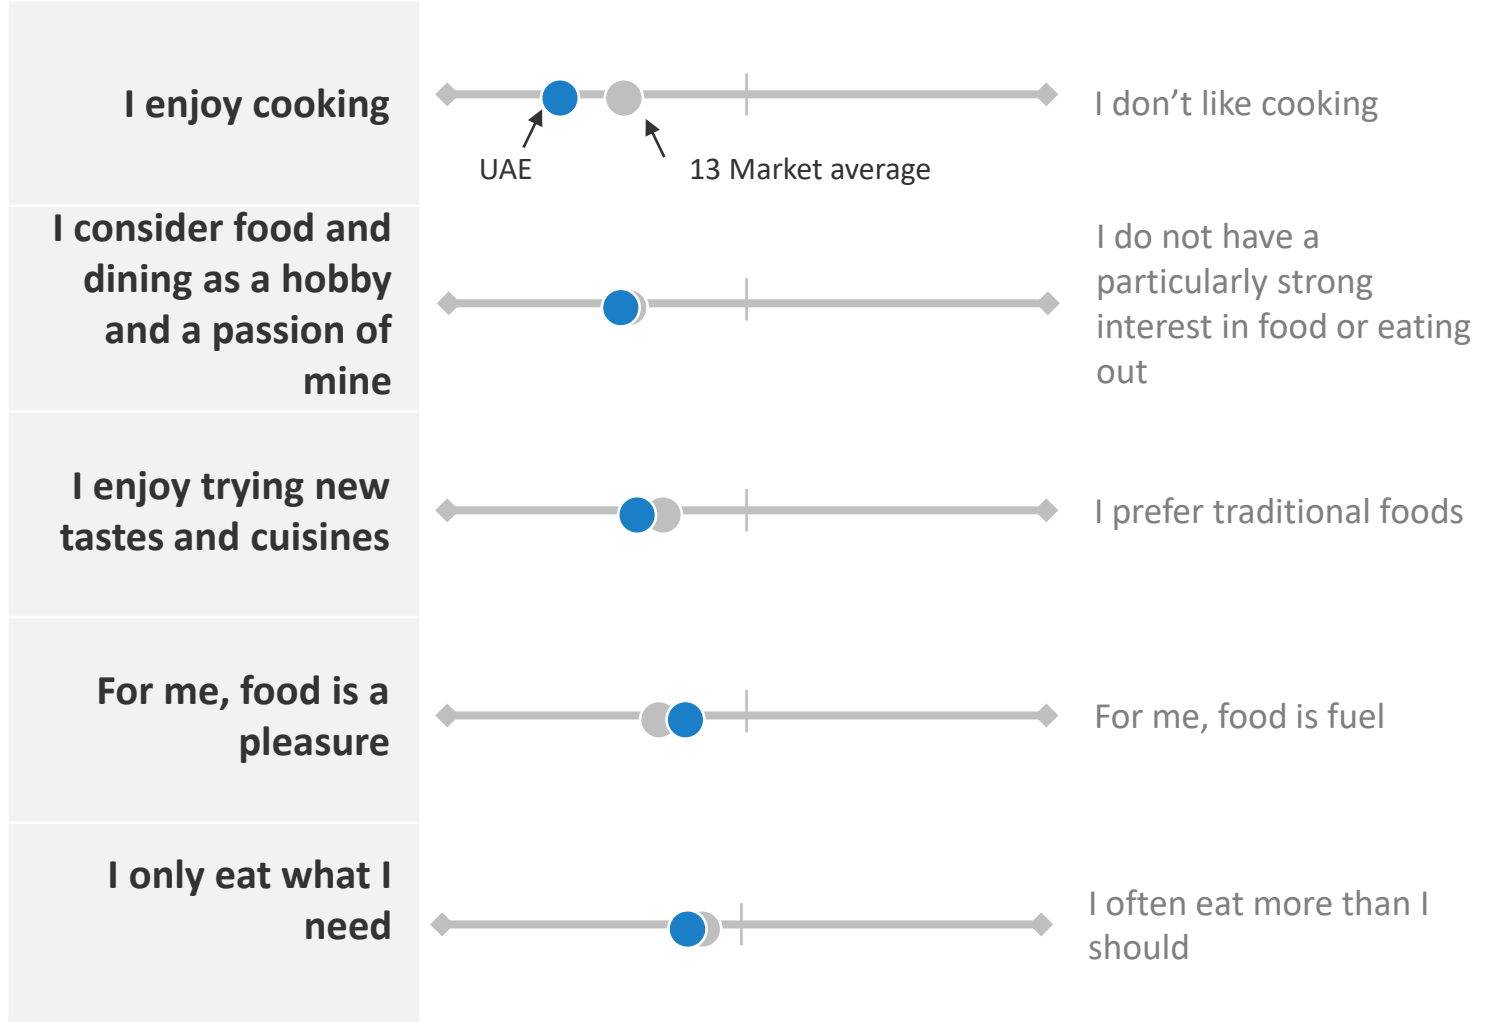 I enjoy cooking
I don’t like cooking
UAE
13 Market average
I consider food and
dining as a hobby
and a passion of
mine
I do not have a
particularly strong
interest in food or eating
out
I enjoy trying new
tastes and cuisines
I prefer traditional foods
For me, food is a
pleasure
For me, food is fuel
I only eat what I
need
I often eat more than I
should